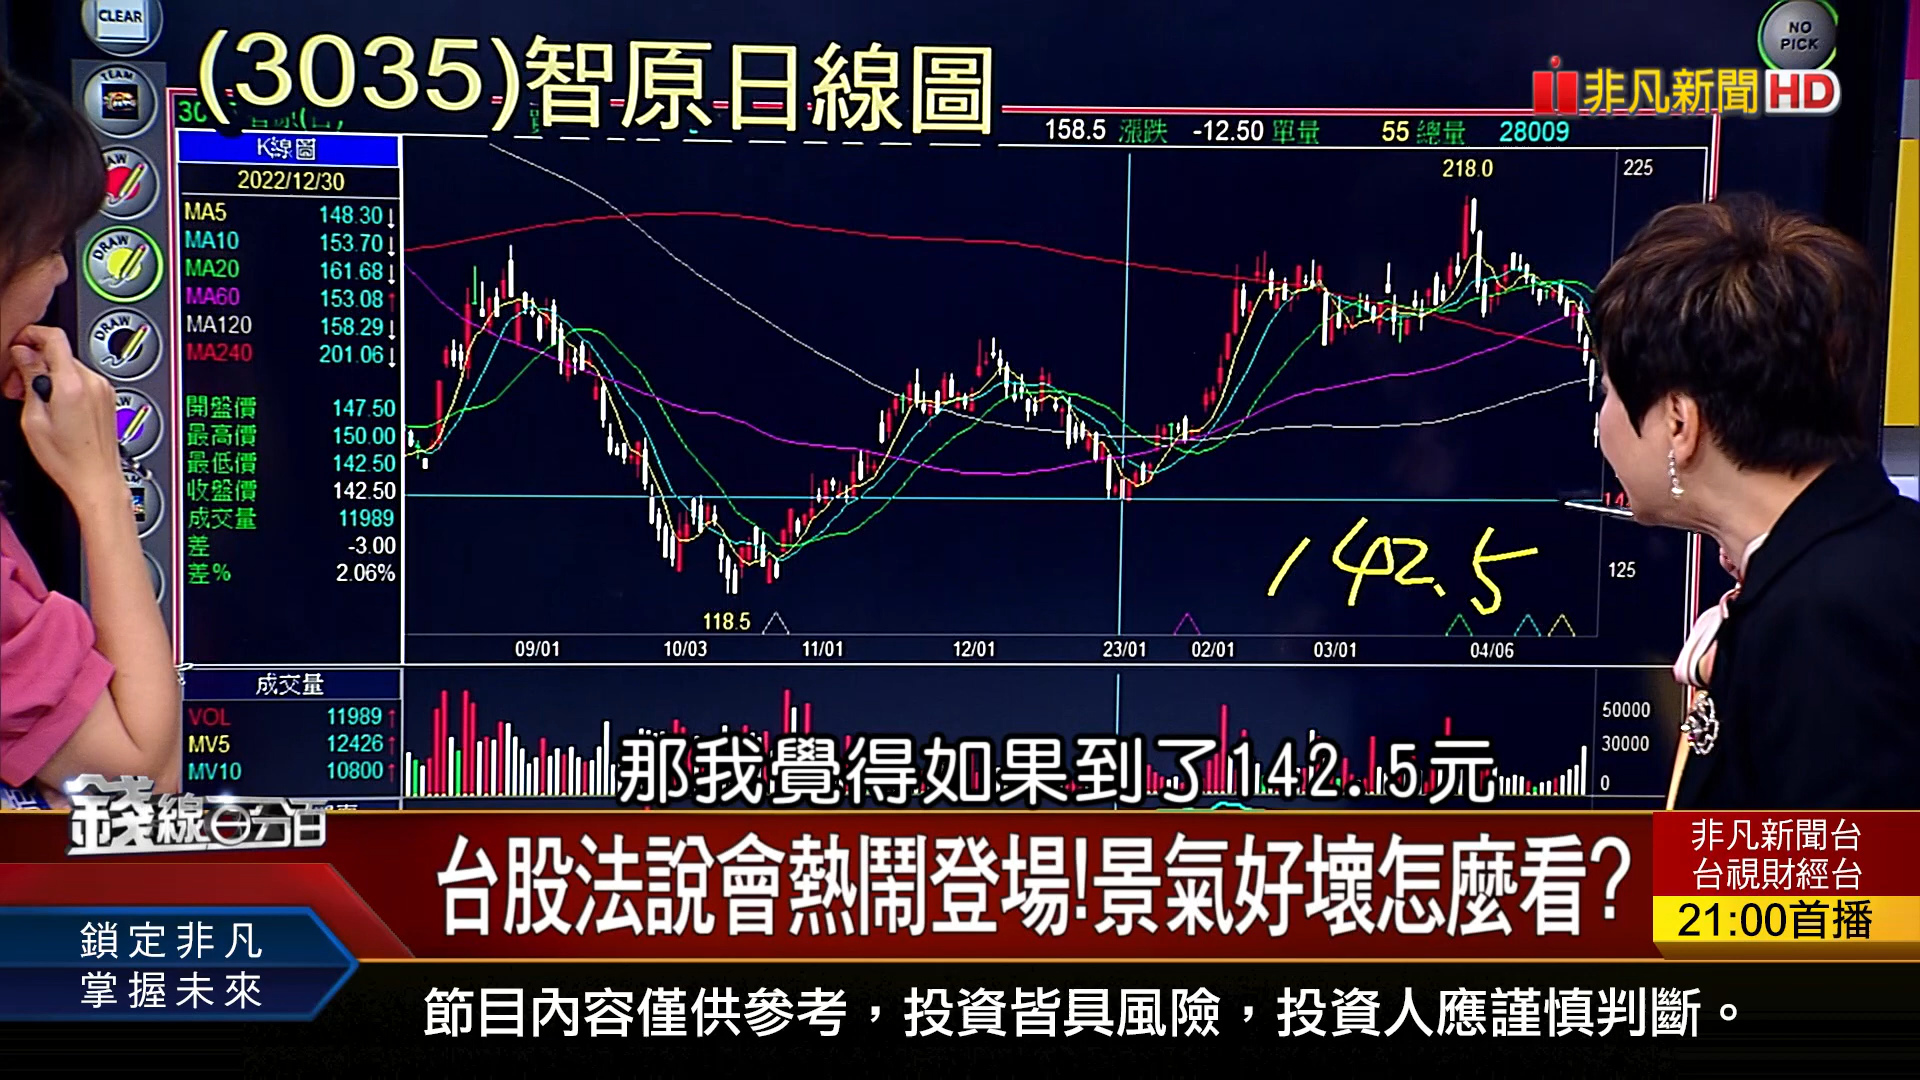 CLEAR
TEAM
DRAW
DRAW
(3035)智原日線圖
NO
PICK
非凡新聞HD
158.5 漲跌 -12.50 單量 55 總量 28009
K線圖
2022/12/30
MA5 148.30↓
MA10 153.70↓
MA20 161.68↓
MA60 153.08↑
MA120 158.29↓
MA240 201.06↓
開盤價 147.50
最高價 150.00
最低價 142.50
收盤價 142.50
成交量 11989
差 -3.00
差% 2.06%
218.0
225
125
118.5
142.5
09/01 10/03 11/01 12/01 23/01 02/01 03/01 04/06
成交量
VOL 11989↑
MV5 12426↑
MV10 10800↑
50000
30000
0
那我覺得如果到了142.5元
錢線百分百
台股法說會熱鬧登場!景氣好壞怎麼看?
非凡新聞台
台視財經台
21:00首播
鎖定非凡
掌握未來
節目內容僅供參考，投資皆具風險，投資人應謹慎判斷。